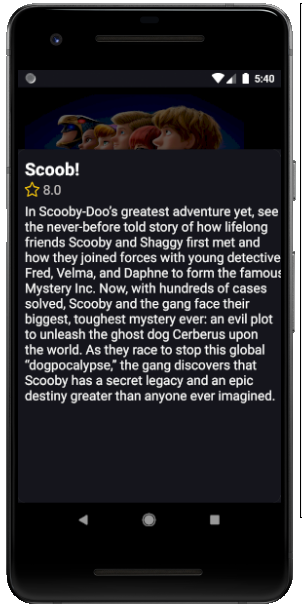 5:40
Scoob!
8.0
In Scooby-Doo's greatest adventure yet, see
the never-before told story of how lifelong
friends Scooby and Shaggy first met and
how they joined forces with young detective
Fred, Velma, and Daphne to form the famous
Mystery Inc. Now, with hundreds of cases
solved, Scooby and the gang face their
biggest, toughest mystery ever: an evil plot
to unleash the ghost dog Cerberus upon
the world. As they race to stop this global
“dogpocalypse,” the gang discovers that
Scooby has a secret legacy and an epic
destiny greater than anyone ever imagined.